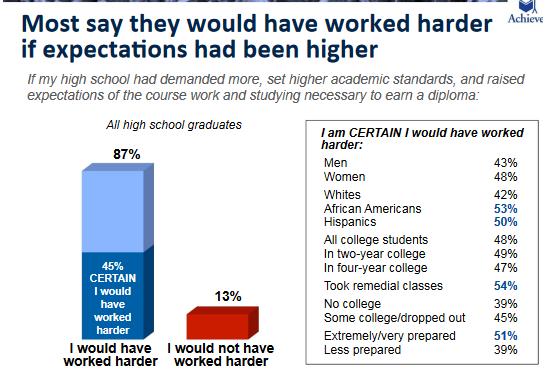 Achieve
Most say they would have worked harder
if expectations had been higher
If my high school had demanded more, set higher academic standards, and raised
expectations of the course work and studying necessary to earn a diploma:
All high school graduates
87%
45%
CERTAIN
I would
have
worked
harder
13%
I would have
worked harder
I would not have
worked harder
I am CERTAIN I would have worked
harder:
Men 43%
Women 48%
Whites 42%
African Americans 53%
Hispanics 50%
All college students 48%
In two-year college 49%
In four-year college 47%
Took remedial classes 54%
No college 39%
Some college/dropped out 45%
Extremely/very prepared 51%
Less prepared 39%